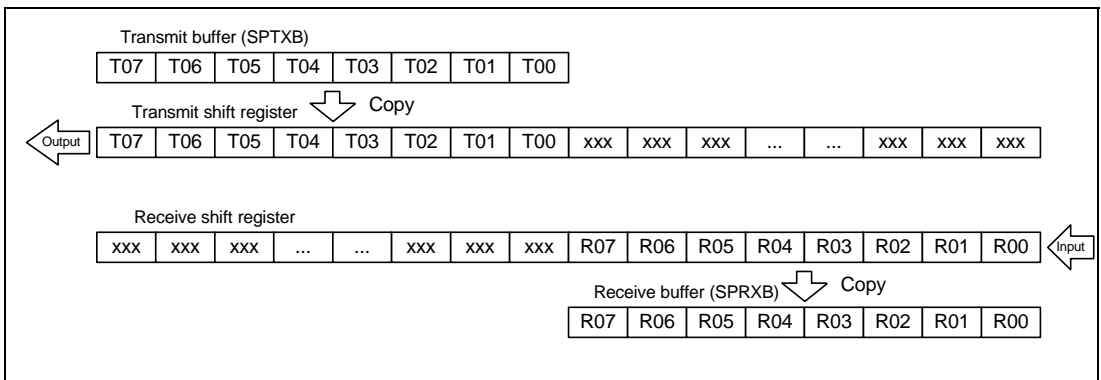 Transmit buffer (SPTXB)
T07 T06 T05 T04 T03 T02 T01 T00
Transmit shift register Copy
Output T07 T06 T05 T04 T03 T02 T01 T00 xxx xxx xxx ... ... xxx xxx xxx
Receive shift register
xxx xxx xxx ... ... xxx xxx xxx R07 R06 R05 R04 R03 R02 R01 R00 Input
Receive buffer (SPRXB) Copy
R07 R06 R05 R04 R03 R02 R01 R00